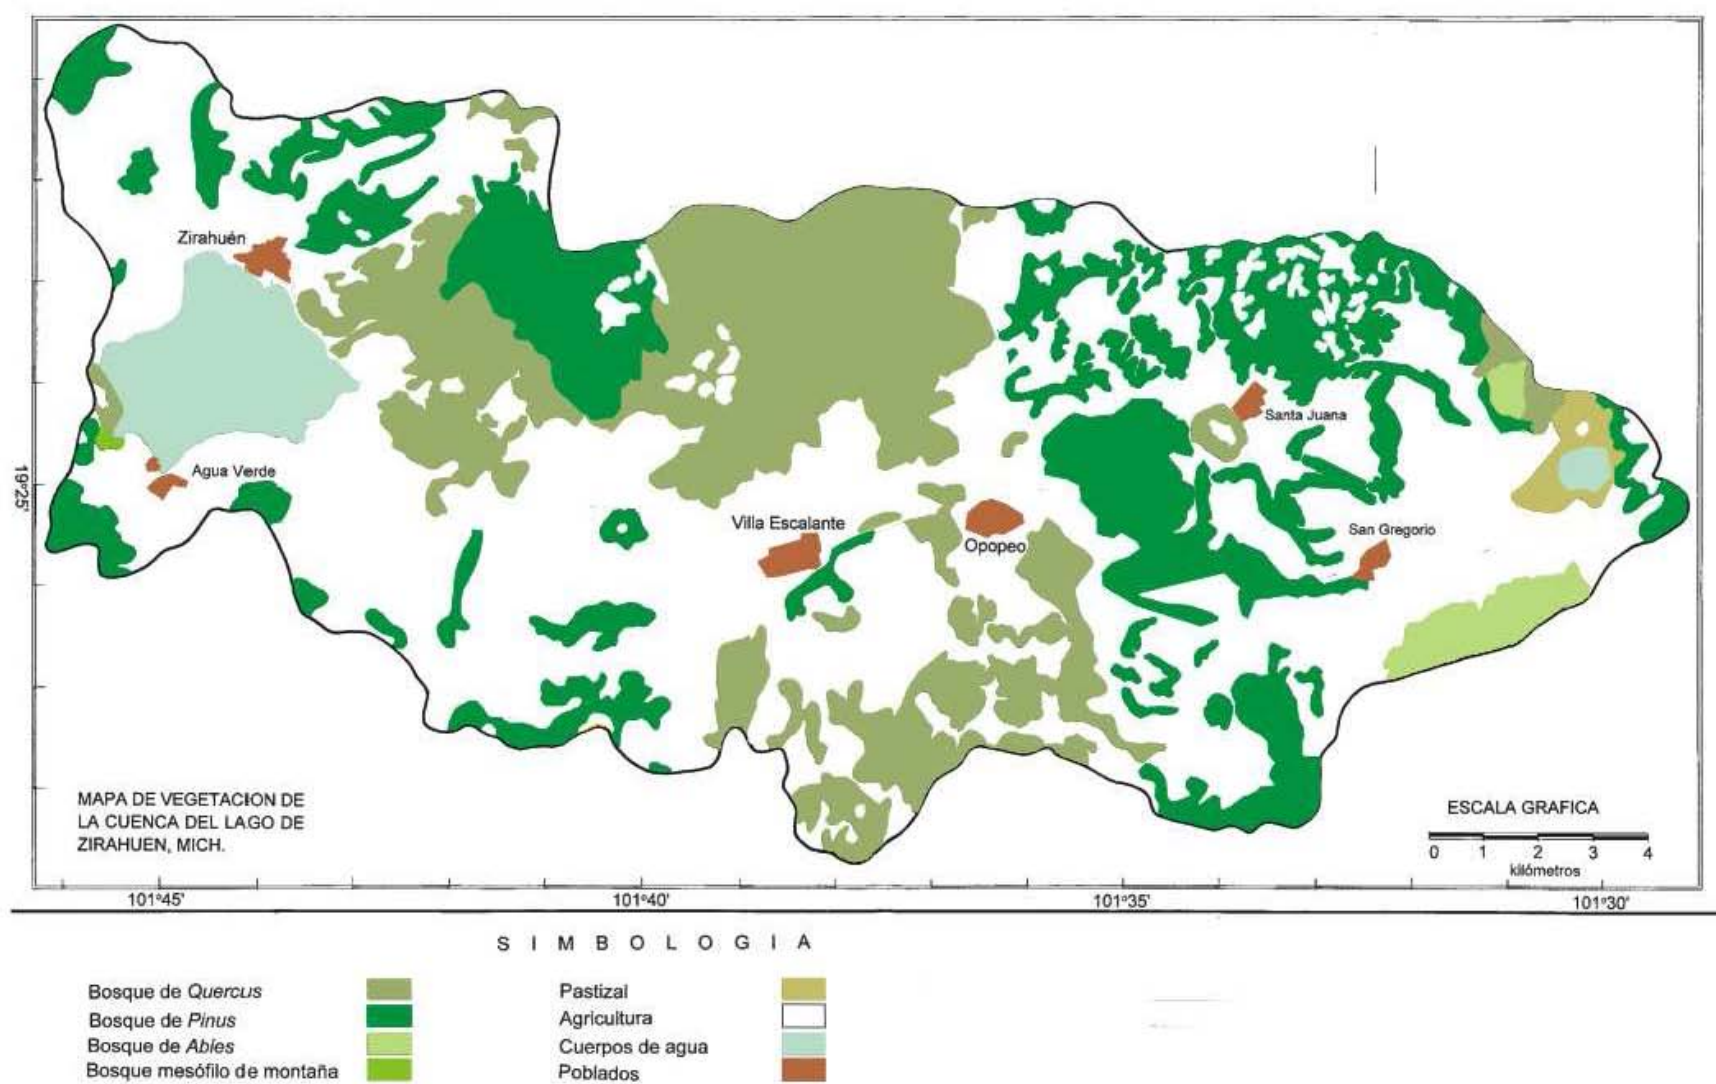 Zirahuén
Agua Verde
Villa Escalante
Opopeo
Santa Juana
San Gregorio
19°25'
MAPA DE VEGETACION DE
LA CUENCA DEL LAGO DE
ZIRAHUEN, MICH.
ESCALA GRAFICA
0 1 2 3 4
kilómetros
101°45' 101°40' 101°35' 101°30'
SIMBOLOGIA
Bosque de Quercus
Bosque de Pinus
Bosque de Abies
Bosque mesófilo de montaña
Pastizal
Agricultura
Cuerpos de agua
Poblados